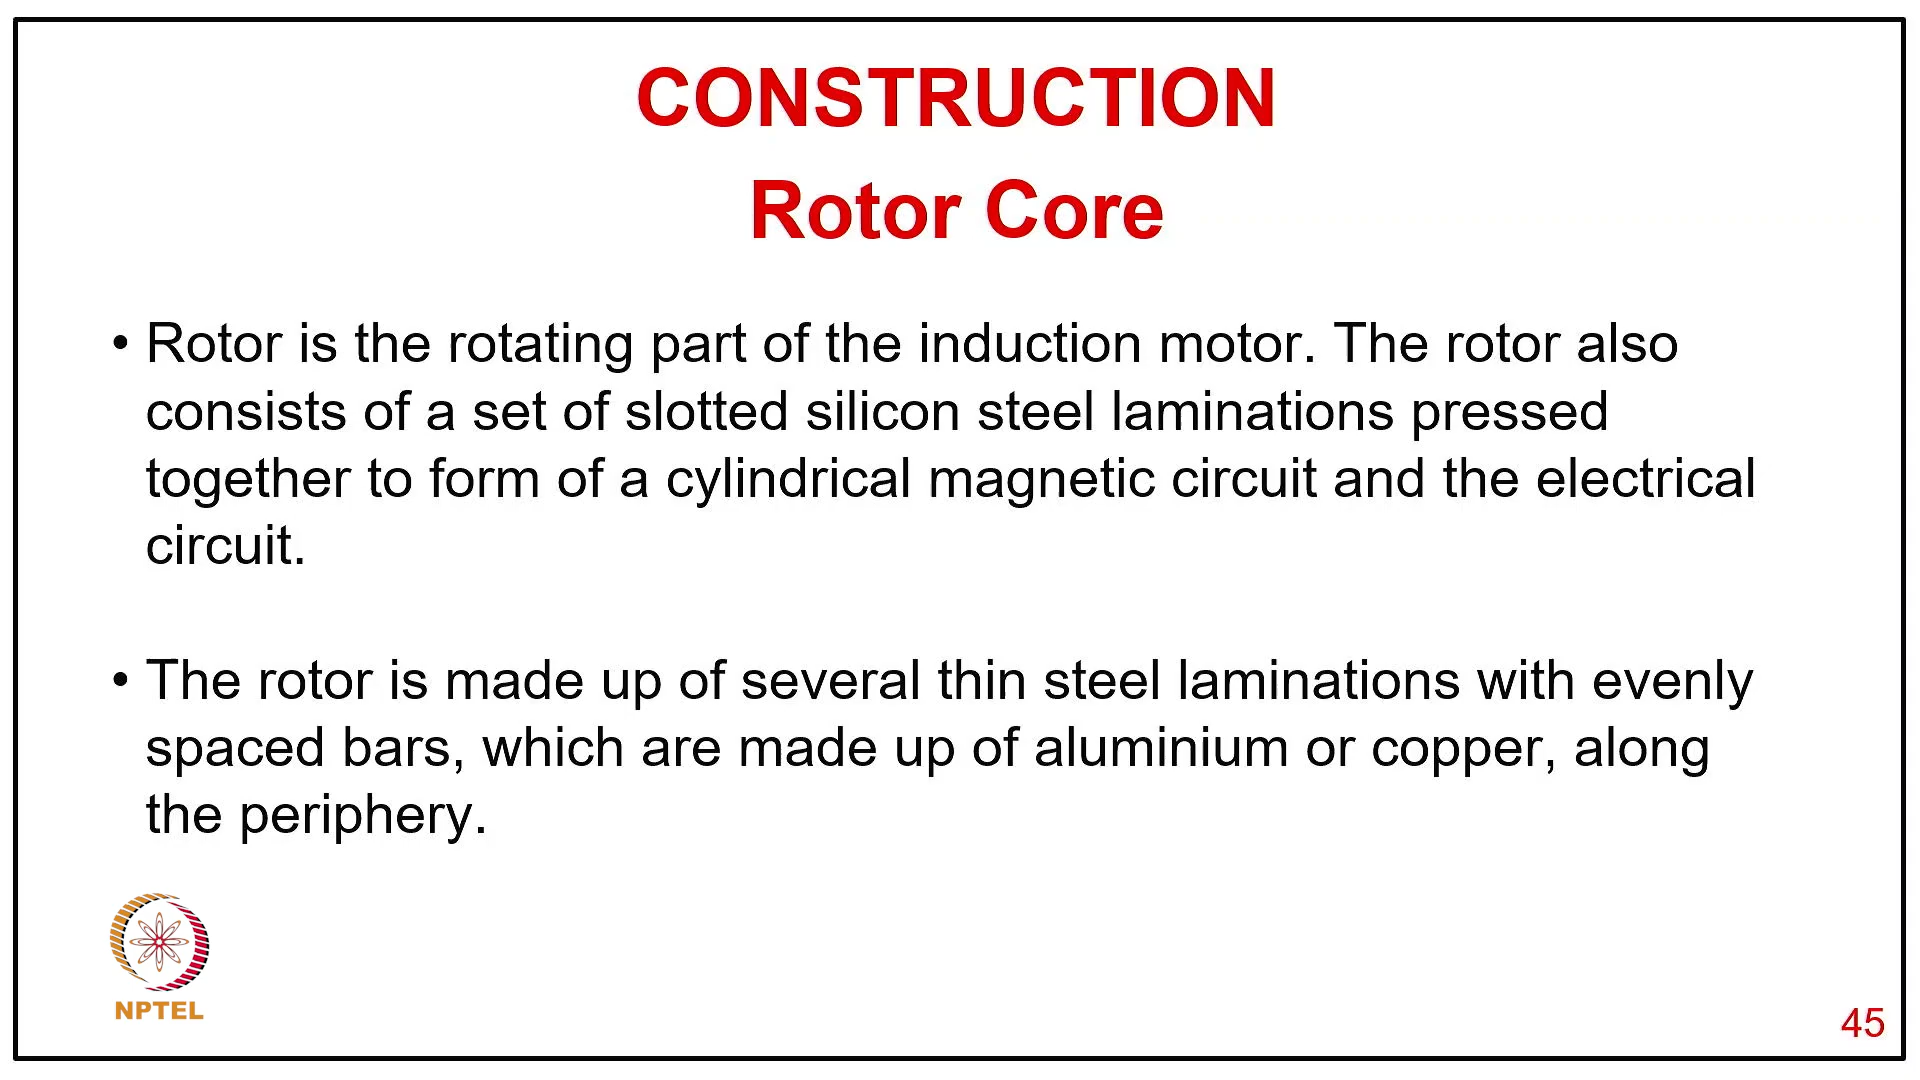 CONSTRUCTION
Rotor Core
• Rotor is the rotating part of the induction motor. The rotor also
consists of a set of slotted silicon steel laminations pressed
together to form of a cylindrical magnetic circuit and the electrical
circuit.
• The rotor is made up of several thin steel laminations with evenly
spaced bars, which are made up of aluminium or copper, along
the periphery.
NPTEL
45